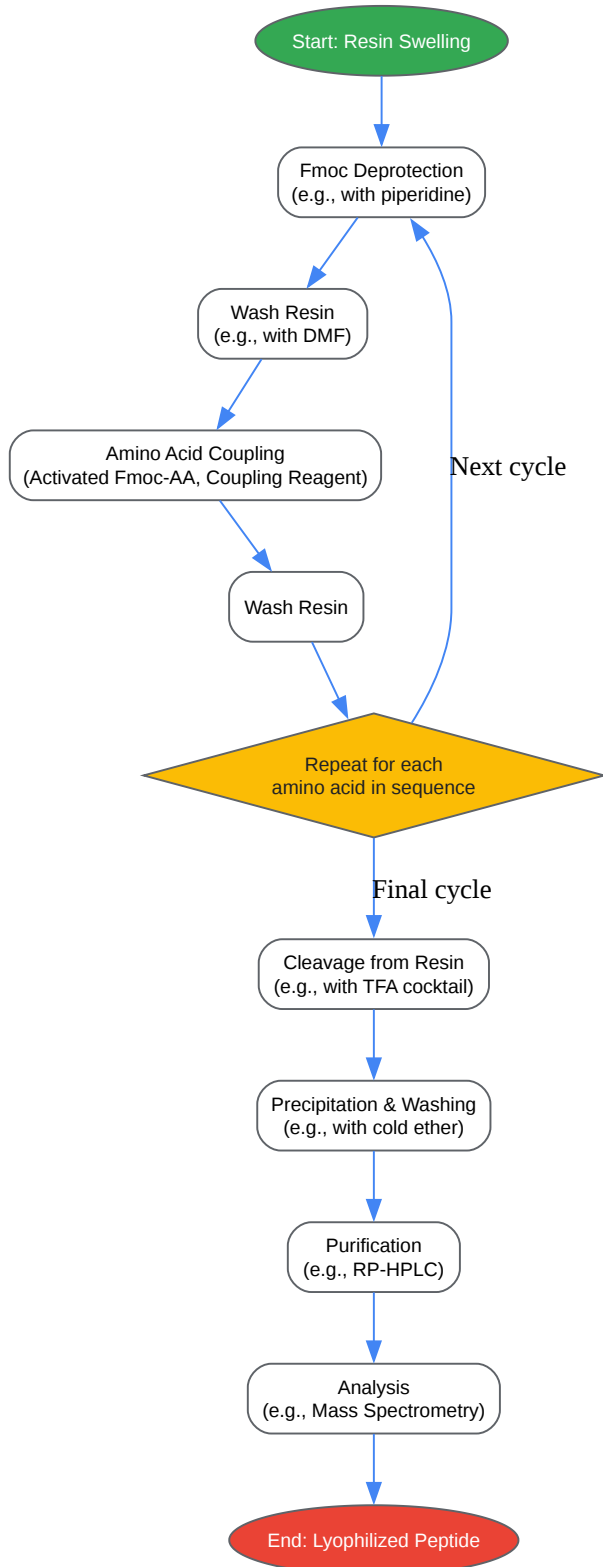 Start: Resin Swelling
Fmoc Deprotection
(e.g., with piperidine)
Wash Resin
(e.g., with DMF)
Amino Acid Coupling
(Activated Fmoc-AA, Coupling Reagent)
Next cycle
Wash Resin
Repeat for each
amino acid in sequence
Final cycle
Cleavage from Resin
(e.g., with TFA cocktail)
Precipitation & Washing
(e.g., with cold ether)
Purification
(e.g., RP-HPLC)
Analysis
(e.g., Mass Spectrometry)
End: Lyophilized Peptide